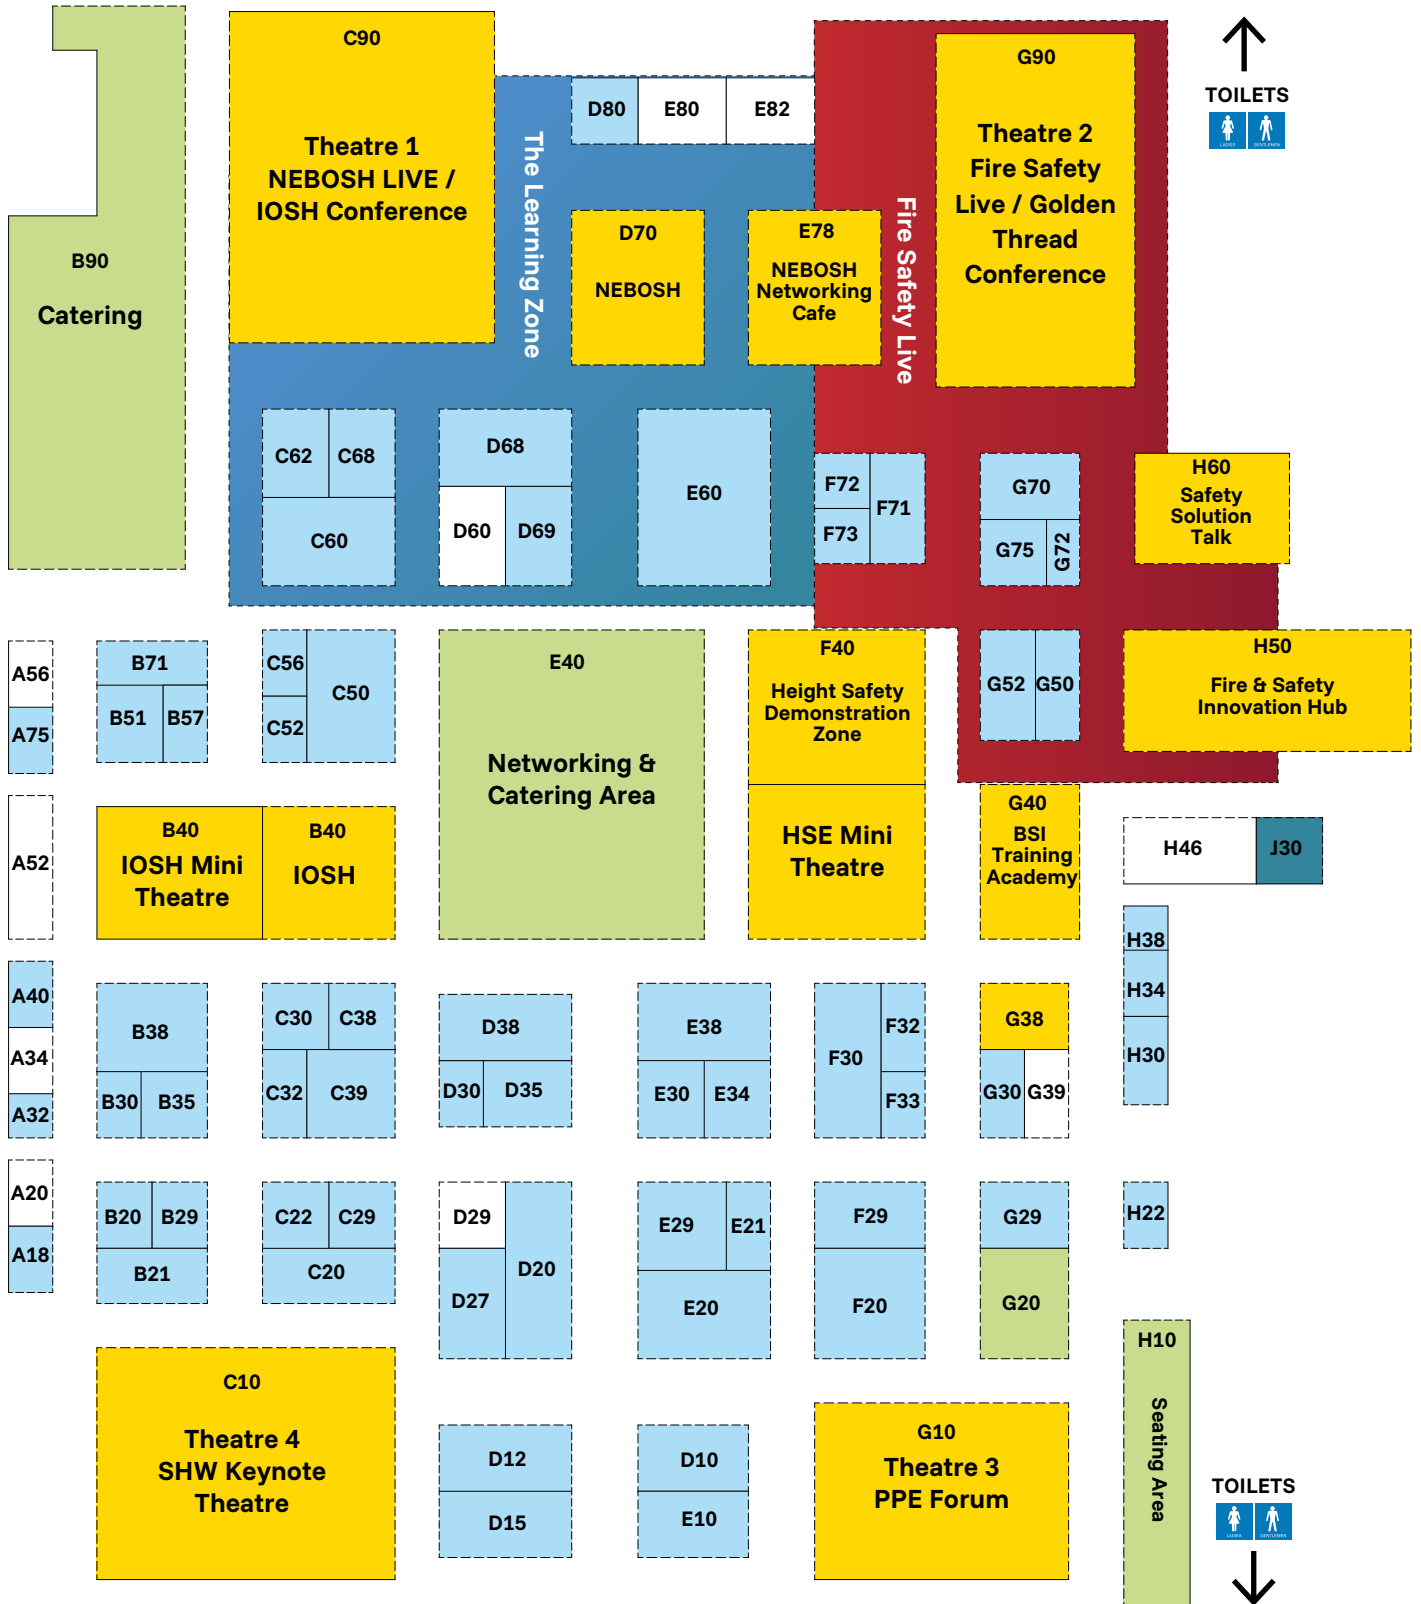 C90
Theatre 1
NEBOSH LIVE /
IOSH Conference
The Learning Zone
D80
E80
E82
G90
Theatre 2
Fire Safety
Live / Golden
Thread
Conference
TOILETS
LADIES
GENTLEMEN
B90
Catering
D70
NEBOSH
E78
NEBOSH
Networking
Cafe
Fire Safety Live
C62
C68
C60
D68
D60
D69
E60
F72
F73
F71
G70
G75
G72
H60
Safety
Solution
Talk
A56
A75
B71
B51
B57
C56
C52
C50
E40
Networking &
Catering Area
F40
Height Safety
Demonstration
Zone
G52
G50
H50
Fire & Safety
Innovation Hub
A52
B40
IOSH Mini
Theatre
B40
IOSH
HSE Mini
Theatre
G40
BSI
Training
Academy
H46
J30
H38
H34
H30
A40
A34
A32
B38
B30
B35
C30
C38
C32
C39
D38
D30
D35
E38
E30
E34
F30
F32
F33
G38
G30
G39
A20
A18
B20
B29
B21
C22
C29
C20
D29
D27
D20
E29
E21
E20
F29
F20
G29
G20
H22
H10
Seating Area
C10
Theatre 4
SHW Keynote
Theatre
D12
D15
D10
E10
G10
Theatre 3
PPE Forum
TOILETS
LADIES
GENTLEMEN